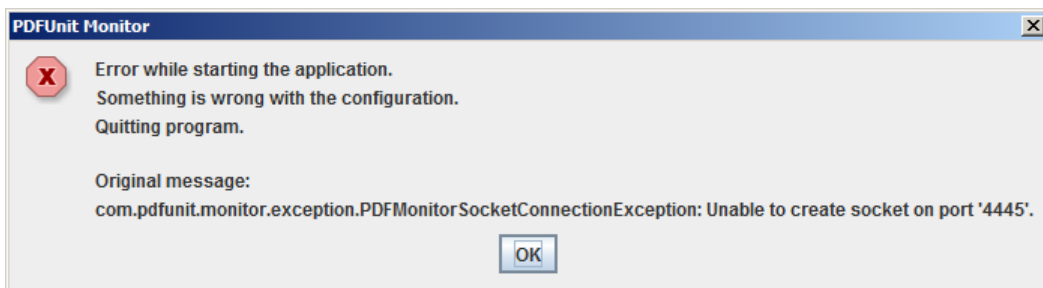 PDFUnit Monitor
Error while starting the application.
Something is wrong with the configuration.
Quitting program.
Original message:
com.pdfunit.monitor.exception.PDFMonitorSocketConnectionException: Unable to create socket on port '4445'.
OK